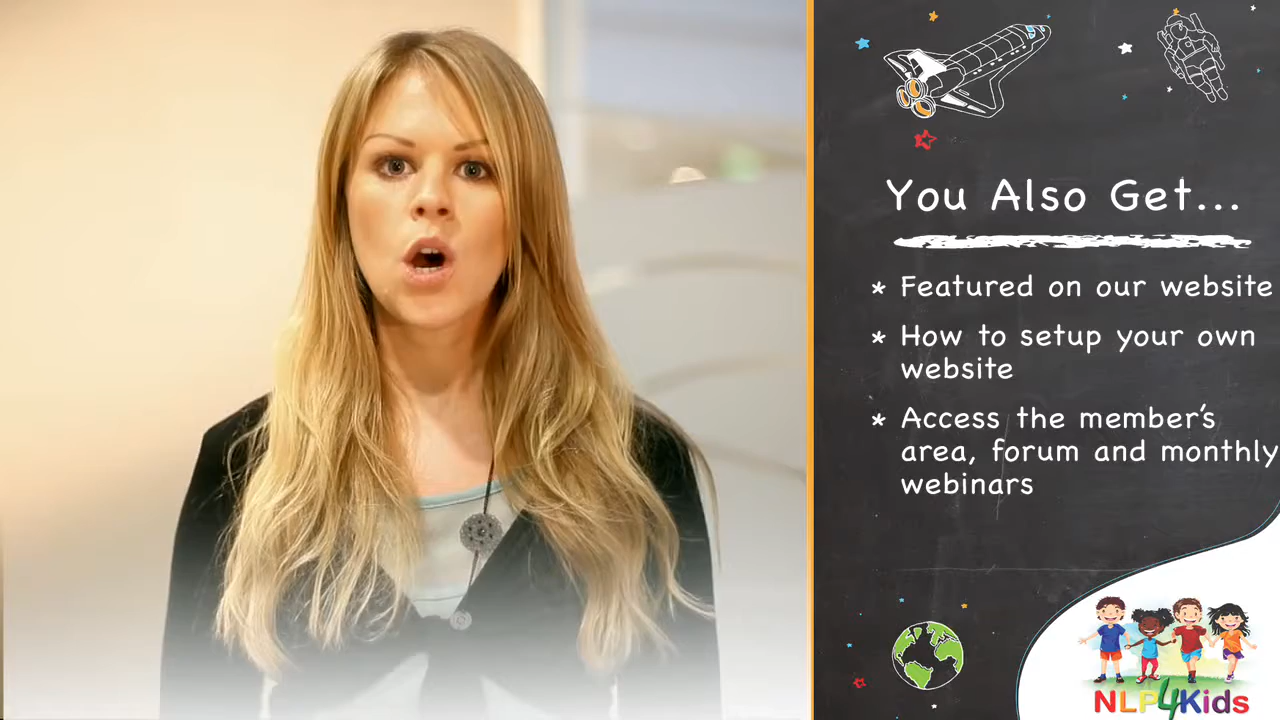 You Also Get...
* Featured on our website
* How to setup your own
website
* Access the member's
area, forum and monthly
webinars
NLP4Kids